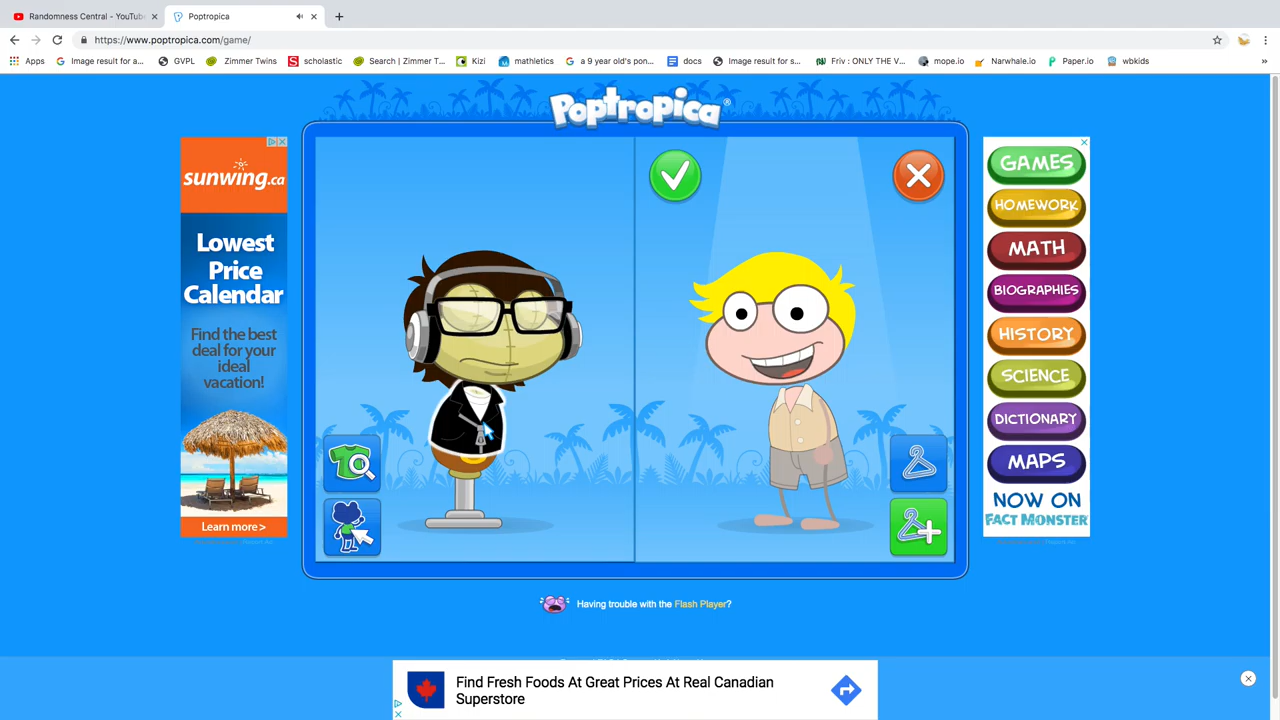 Randomness Central - YouTub
Poptropica
https://www.poptropica.com/game/
Apps
Image result for a...
GVPL
Zimmer Twins
scholastic
Search | Zimmer T...
Kizi
mathletics
a 9 year old's pon...
docs
Image result for s...
Friv : ONLY THE V...
mope.io
Narwhale.io
Paper.io
wbkids
»
Poptropica®
sunwing.ca
Lowest
Price
Calendar
Find the best
deal for your
ideal
vacation!
Learn more >
GAMES
HOMEWORK
MATH
BIOGRAPHIES
HISTORY
SCIENCE
DICTIONARY
MAPS
NOW ON
FACT MONSTER
Having trouble with the Flash Player?
Find Fresh Foods At Great Prices At Real Canadian
Superstore